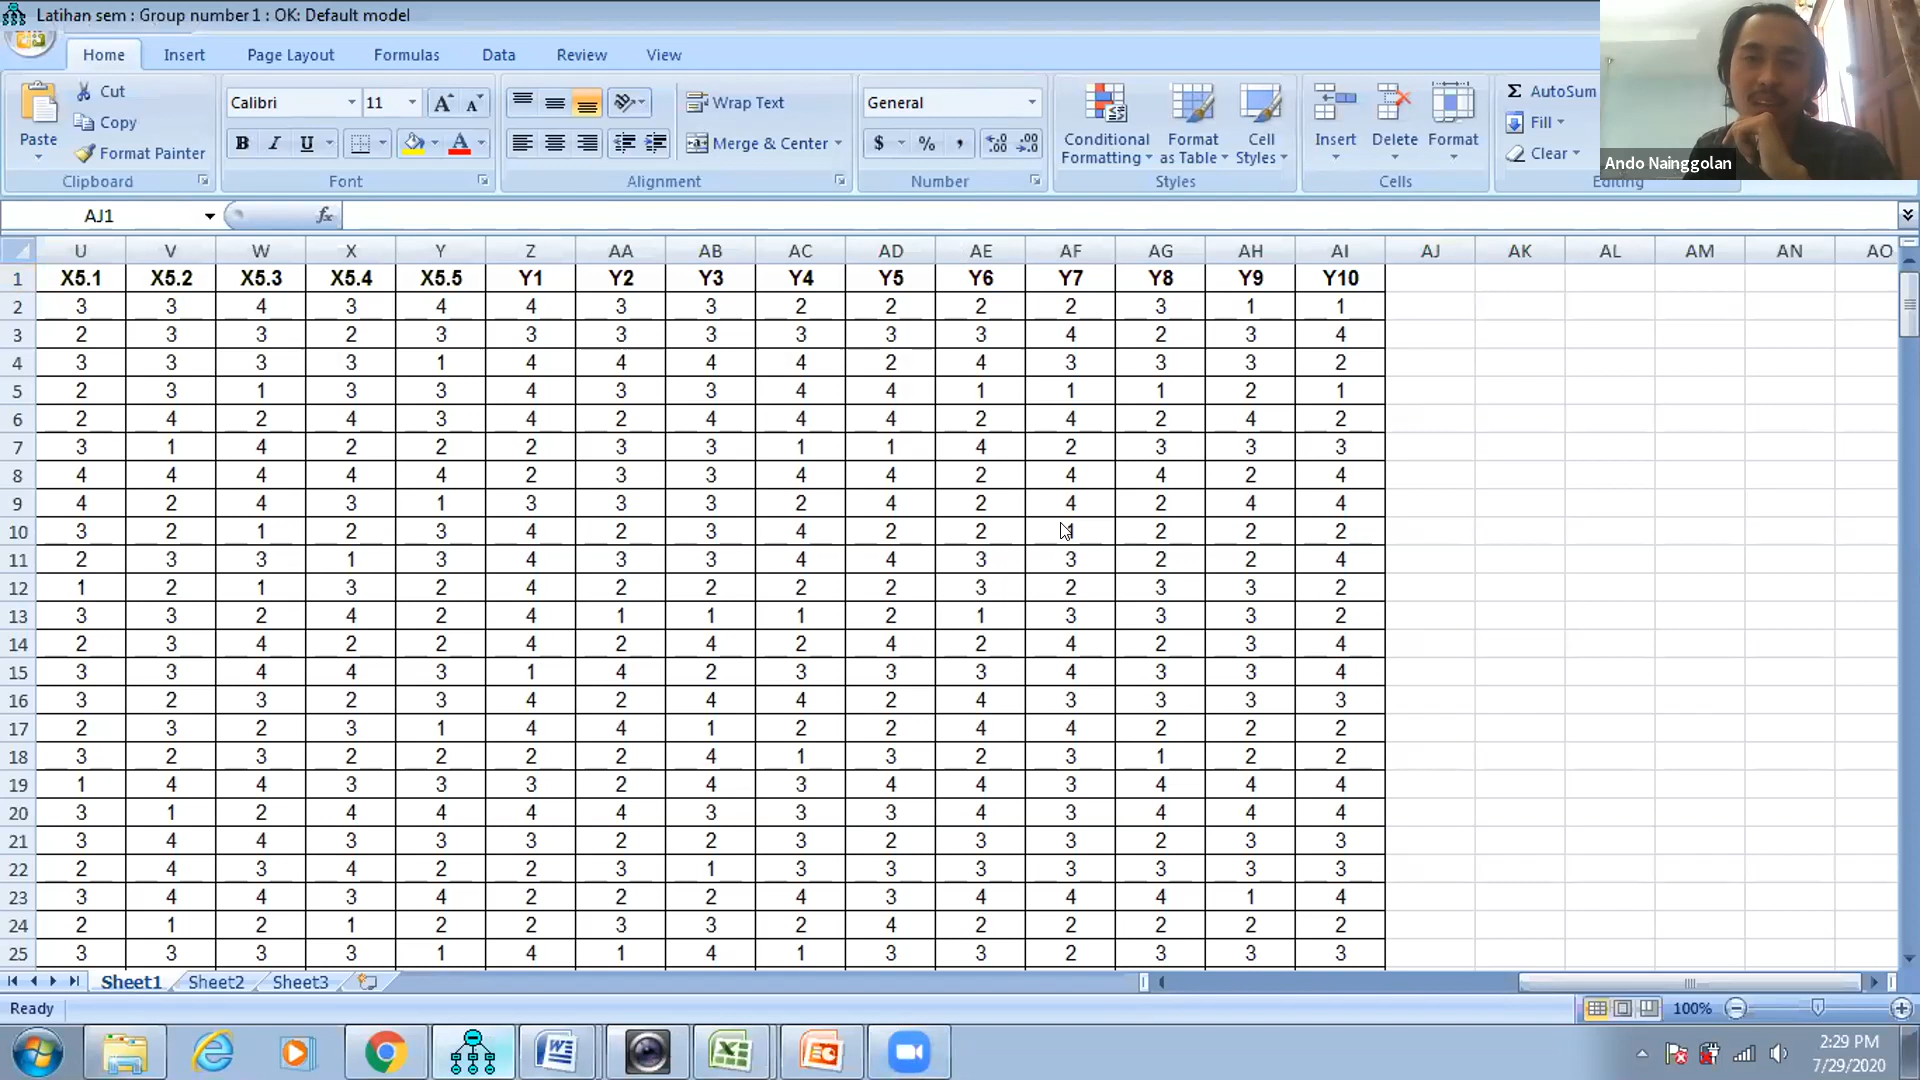 Latihan sem : Group number 1 : OK: Default model
Home Insert Page Layout Formulas Data Review View
Cut
Copy
Format Painter
Paste
Clipboard
Calibri 11
B I U A
Font
Wrap Text
Merge & Center
Alignment
General
$ % ,
Number
Conditional Formatting
Format as Table
Cell Styles
Styles
Insert Delete Format
Cells
Σ AutoSum
Fill
Clear
Editing
Ando Nainggolan
AJ1 fx
U V W X Y Z AA AB AC AD AE AF AG AH AI AJ AK AL AM AN AO
1 X5.1 X5.2 X5.3 X5.4 X5.5 Y1 Y2 Y3 Y4 Y5 Y6 Y7 Y8 Y9 Y10
2 3 3 4 3 4 4 3 3 2 2 2 2 3 1 1
3 2 3 3 2 3 3 3 3 3 3 3 4 2 3 4
4 3 3 3 3 1 4 4 4 4 2 4 3 3 3 2
5 2 3 1 3 3 4 3 3 4 4 1 1 1 2 1
6 2 4 2 4 3 4 2 4 4 4 2 4 2 4 2
7 3 1 4 2 2 2 3 3 1 1 4 2 3 3 3
8 4 4 4 4 4 2 3 3 4 4 2 4 4 2 4
9 4 2 4 3 1 3 3 3 2 4 2 4 2 4 4
10 3 2 1 2 3 4 2 3 4 2 2 2 2 2
11 2 3 3 1 3 4 3 3 4 4 3 3 2 2 4
12 1 2 1 3 2 4 2 2 2 2 3 2 3 3 2
13 3 3 2 4 2 4 1 1 1 2 1 3 3 3 2
14 2 3 4 2 2 4 2 4 2 4 2 4 2 3 4
15 3 3 4 4 3 1 4 2 3 3 3 4 3 3 4
16 3 2 3 2 3 4 2 4 4 2 4 3 3 3 3
17 2 3 2 3 1 4 4 1 2 2 4 4 2 2 2
18 3 2 3 2 2 2 2 4 1 3 2 3 1 2 2
19 1 4 4 3 3 3 2 4 3 4 4 3 4 4 4
20 3 1 2 4 4 4 4 3 3 3 4 3 4 4 4
21 3 4 4 3 3 3 2 2 3 2 3 3 2 3 3
22 2 4 3 4 2 2 3 1 3 3 3 3 3 3 3
23 3 4 4 3 4 2 2 2 4 3 4 4 4 1 4
24 2 1 2 1 2 2 3 3 2 4 2 2 2 2 2
25 3 3 3 3 1 4 1 4 1 3 3 2 3 3 3
Sheet1 Sheet2 Sheet3
Ready 100%
2:29 PM
7/29/2020